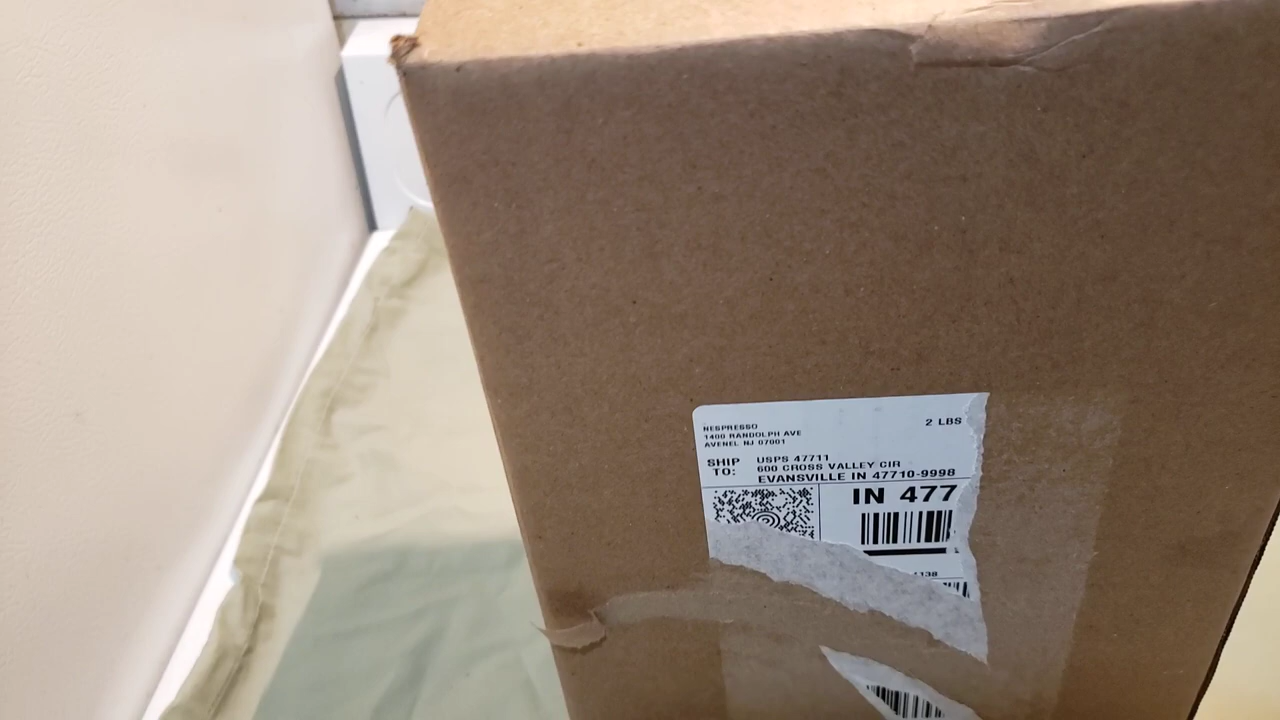 NESPRESSO
1400 RANDOLPH AVE
AVENEL NJ 07001
2 LBS
SHIP TO:
USPS 47711
600 CROSS VALLEY CIR
EVANSVILLE IN 47710-9998
IN 477